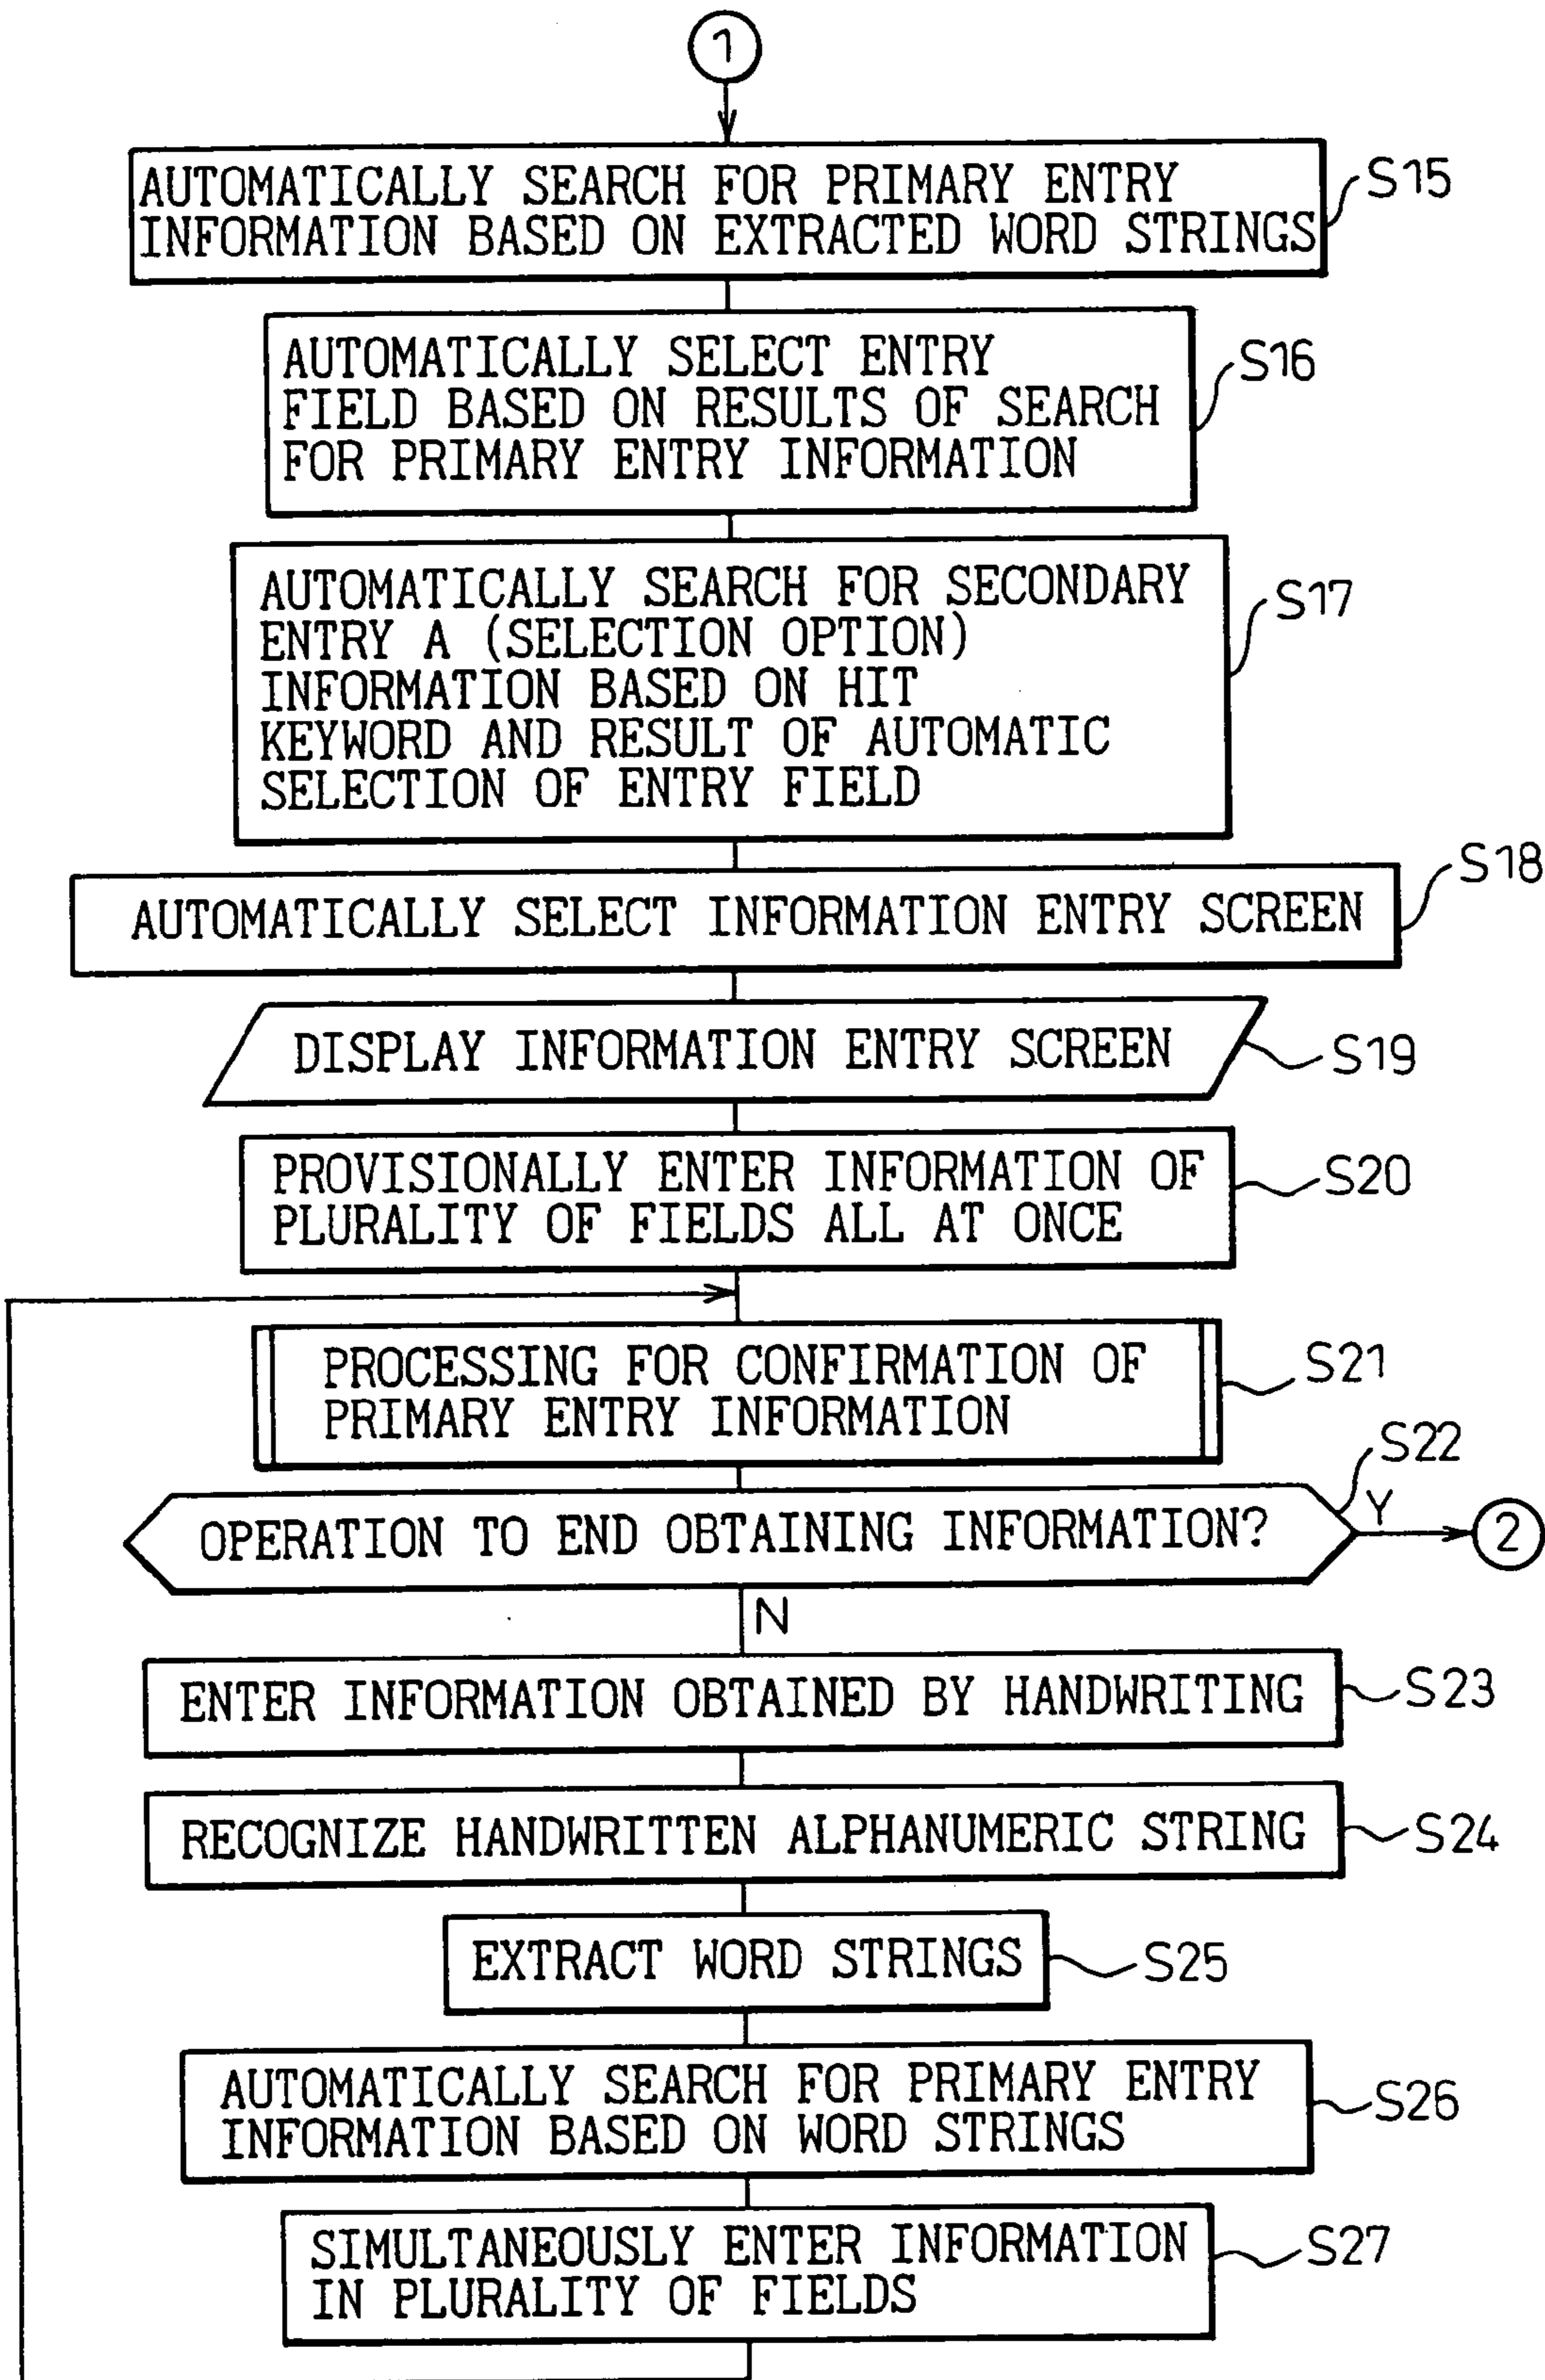 1
AUTOMATICALLY SEARCH FOR PRIMARY ENTRY
INFORMATION BASED ON EXTRACTED WORD STRINGS
S15
AUTOMATICALLY SELECT ENTRY
FIELD BASED ON RESULTS OF SEARCH
FOR PRIMARY ENTRY INFORMATION
S16
AUTOMATICALLY SEARCH FOR SECONDARY
ENTRY A (SELECTION OPTION)
INFORMATION BASED ON HIT
KEYWORD AND RESULT OF AUTOMATIC
SELECTION OF ENTRY FIELD
S17
AUTOMATICALLY SELECT INFORMATION ENTRY SCREEN
S18
DISPLAY INFORMATION ENTRY SCREEN
S19
PROVISIONALLY ENTER INFORMATION OF
PLURALITY OF FIELDS ALL AT ONCE
S20
PROCESSING FOR CONFIRMATION OF
PRIMARY ENTRY INFORMATION
S21
OPERATION TO END OBTAINING INFORMATION?
S22
Y
2
N
ENTER INFORMATION OBTAINED BY HANDWRITING
S23
RECOGNIZE HANDWRITTEN ALPHANUMERIC STRING
S24
EXTRACT WORD STRINGS
S25
AUTOMATICALLY SEARCH FOR PRIMARY ENTRY
INFORMATION BASED ON WORD STRINGS
S26
SIMULTANEOUSLY ENTER INFORMATION
IN PLURALITY OF FIELDS
S27